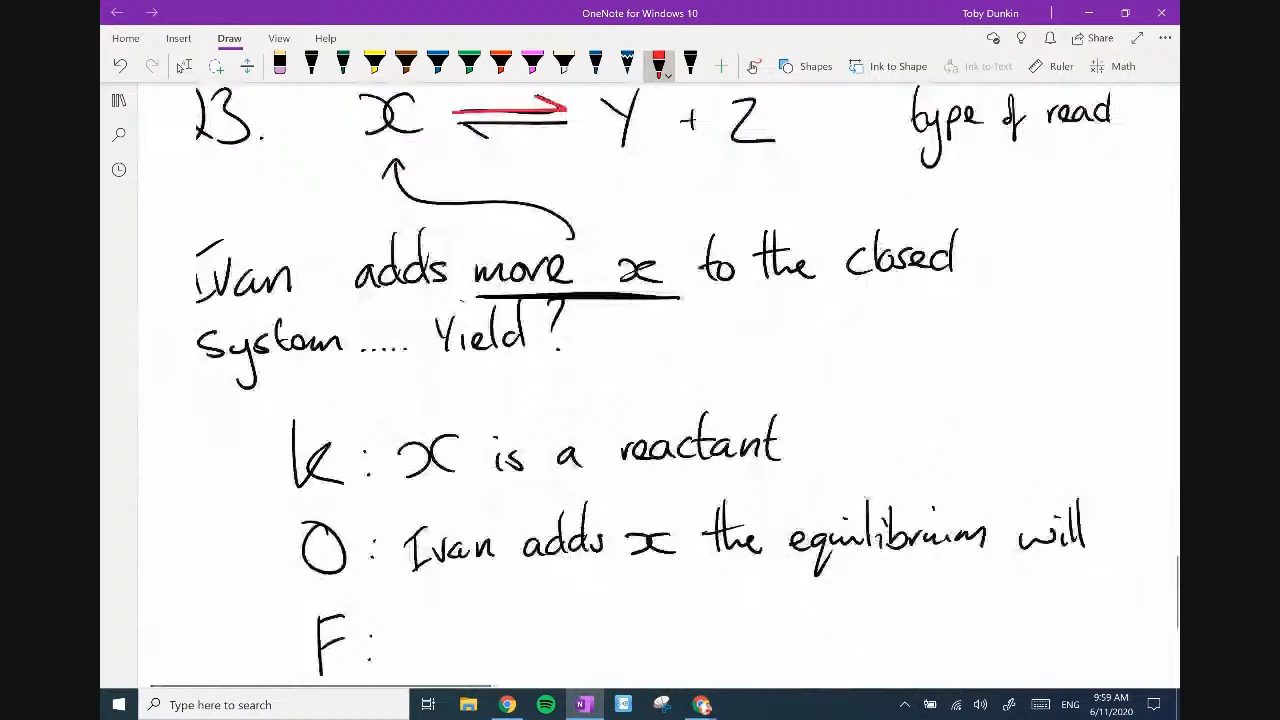 OneNote for Windows 10
Toby Dunkin
Home Insert Draw View Help
Share
Shapes Ink to Shape Ink to Text Ruler Math
13. x ⇌ Y + Z type of read
Ivan adds more x to the closed
system ..... Yield?
K: x is a reactant
O: Ivan adds x the equilibrium will
F:
Type here to search
ENG
9:59 AM
6/11/2020